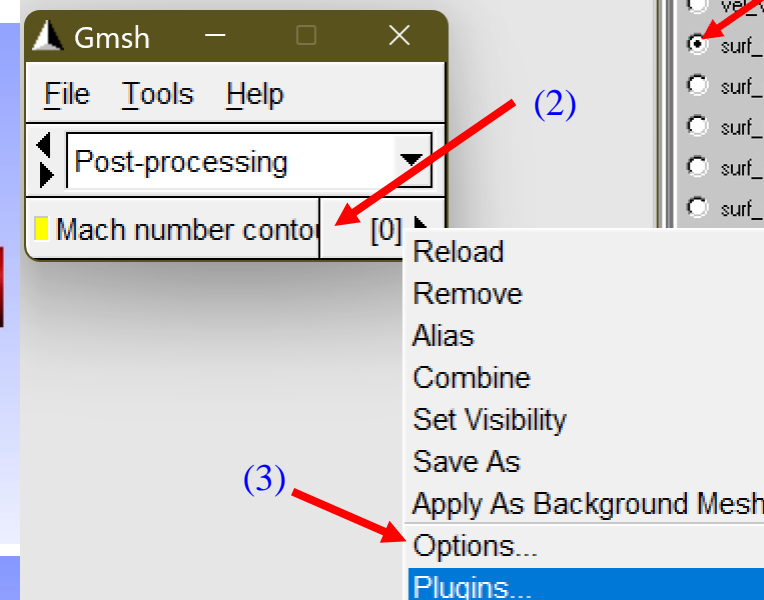 Gmsh
File Tools Help
Post-processing
Mach number conto
[0]
Reload
Remove
Alias
Combine
Set Visibility
Save As
Apply As Background Mesh
Options...
Plugins...
(2)
(3)
surf_
surf_
surf_
surf_
surf_